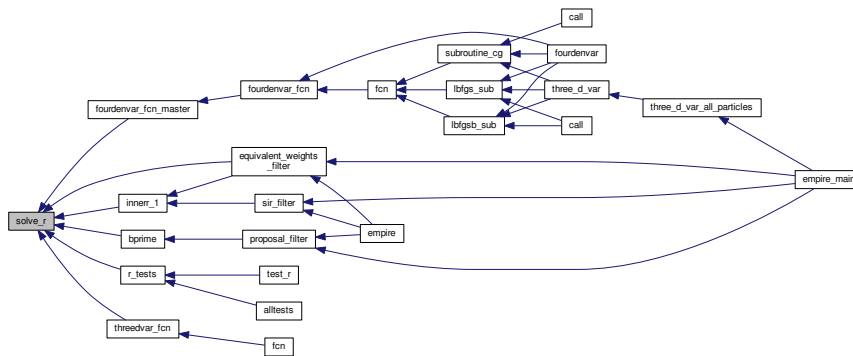 call
subroutine_cg
fourdenvar
fourdenvar_fcn
fcn
lbfgs_sub
three_d_var
fourdenvar_fcn_master
three_d_var_all_particles
lbfgsb_sub
call
equivalent_weights
_filter
empire_main
innerr_1
sir_filter
solve_r
empire
bprime
proposal_filter
r_tests
test_r
alltests
threedvar_fcn
fcn